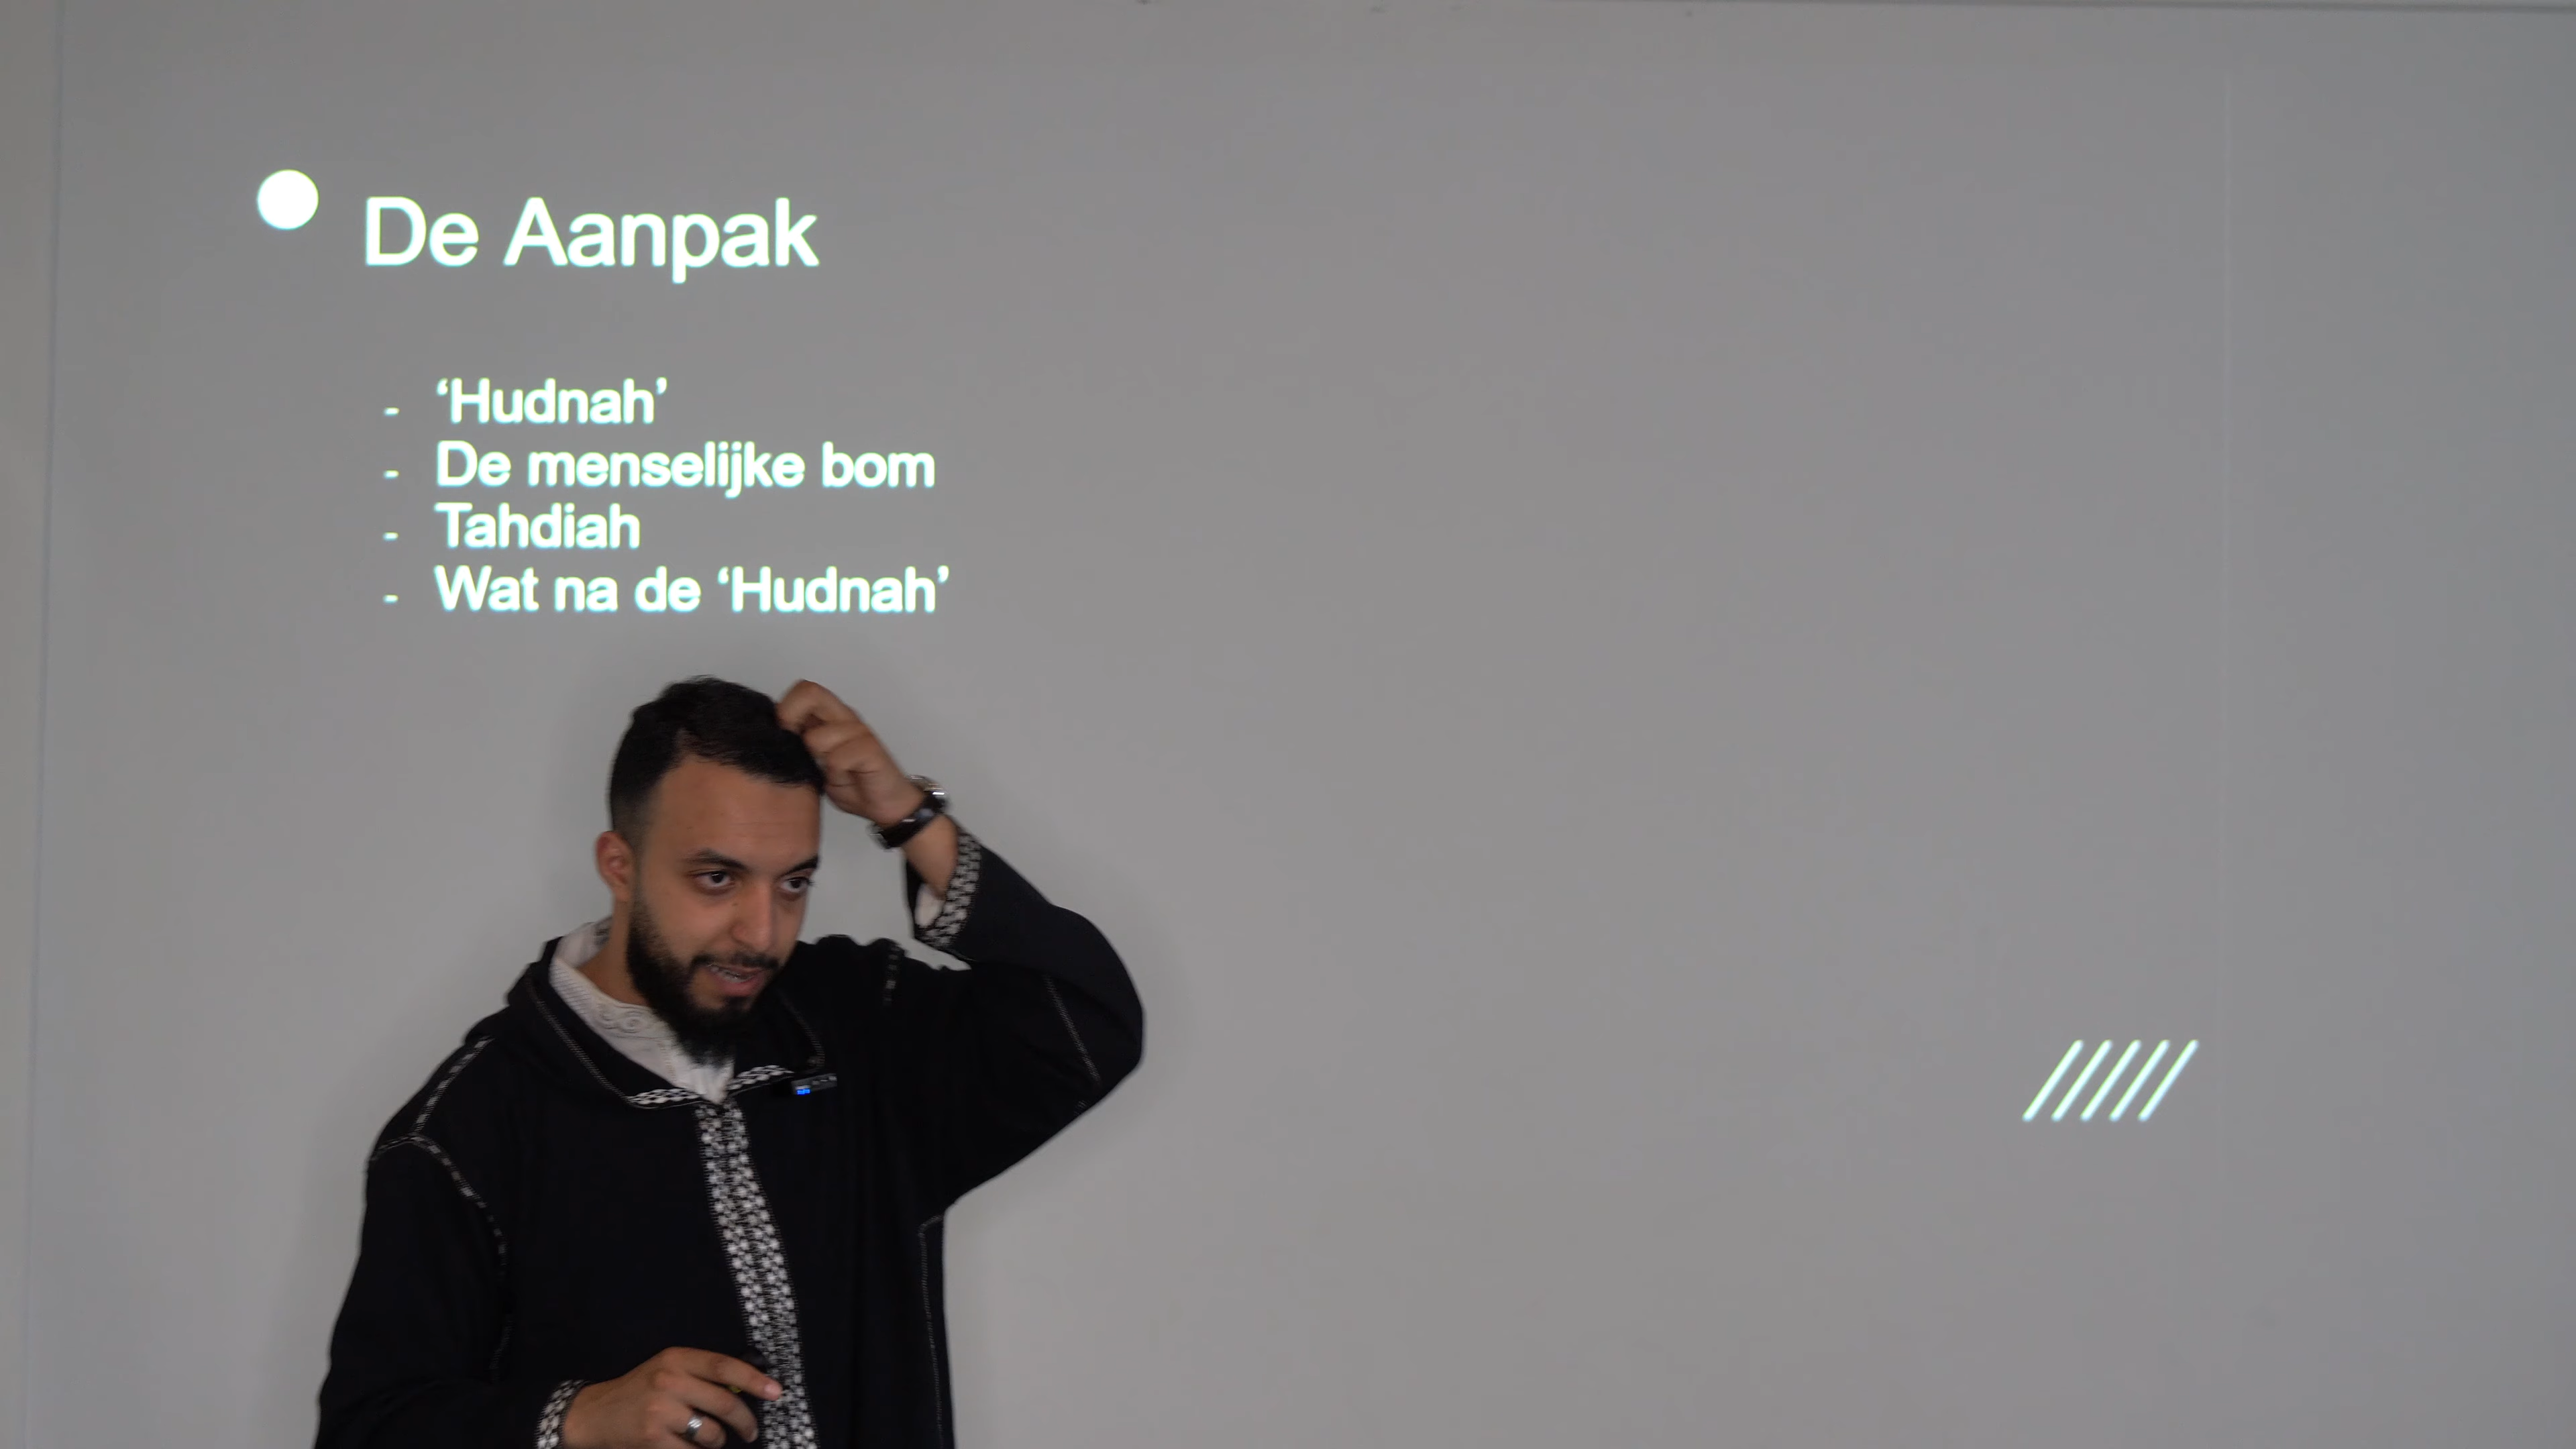 De Aanpak
- ‘Hudnah’
- De menselijke bom
- Tahdiah
- Wat na de ‘Hudnah’